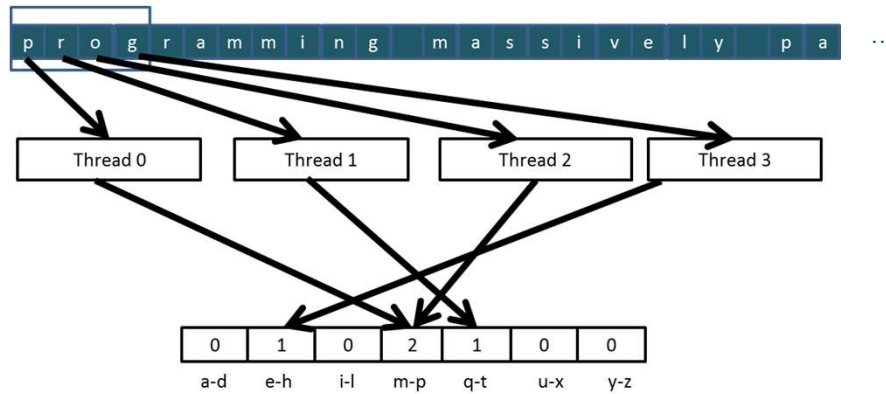 p r o g r a m m i n g m a s s i v e l y p a ..
Thread 0 Thread 1 Thread 2 Thread 3
0 1 0 2 1 0 0
a-d e-h i-l m-p q-t u-x y-z